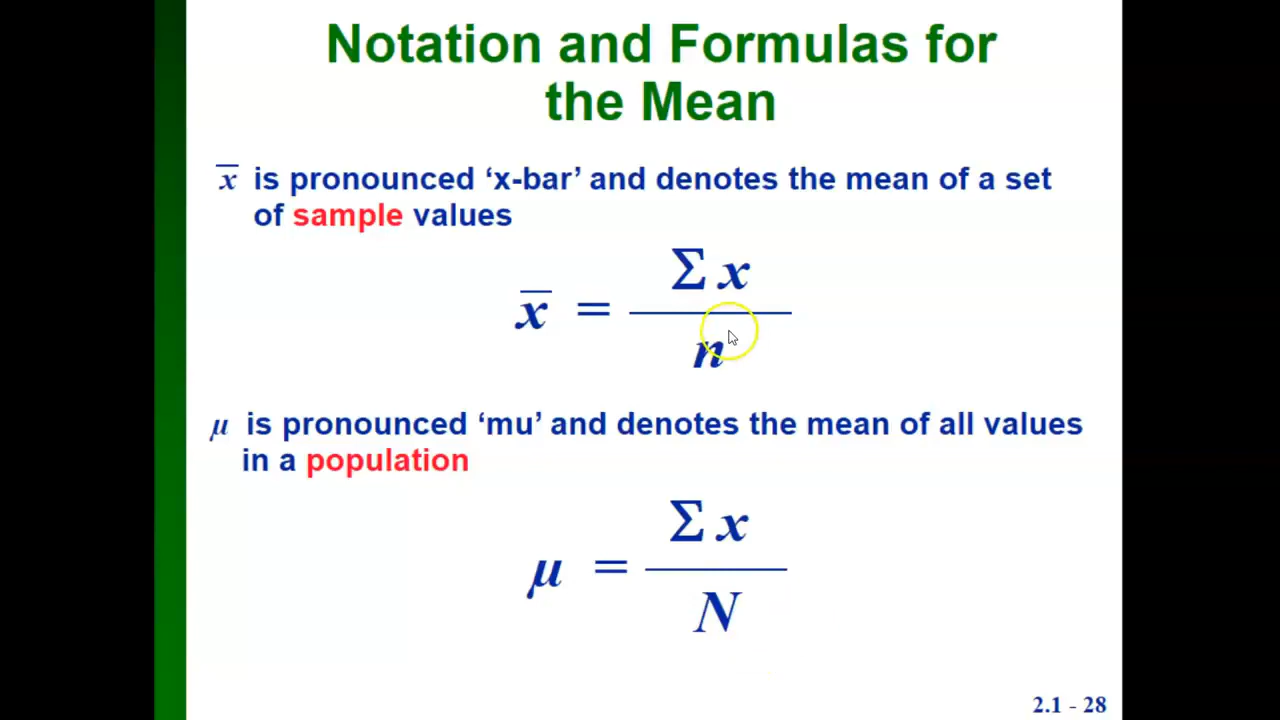 Notation and Formulas for
the Mean
x̄ is pronounced ‘x-bar’ and denotes the mean of a set
of sample values
x̄ = Σ x / n
μ is pronounced ‘mu’ and denotes the mean of all values
in a population
μ = Σ x / N
2.1 - 28